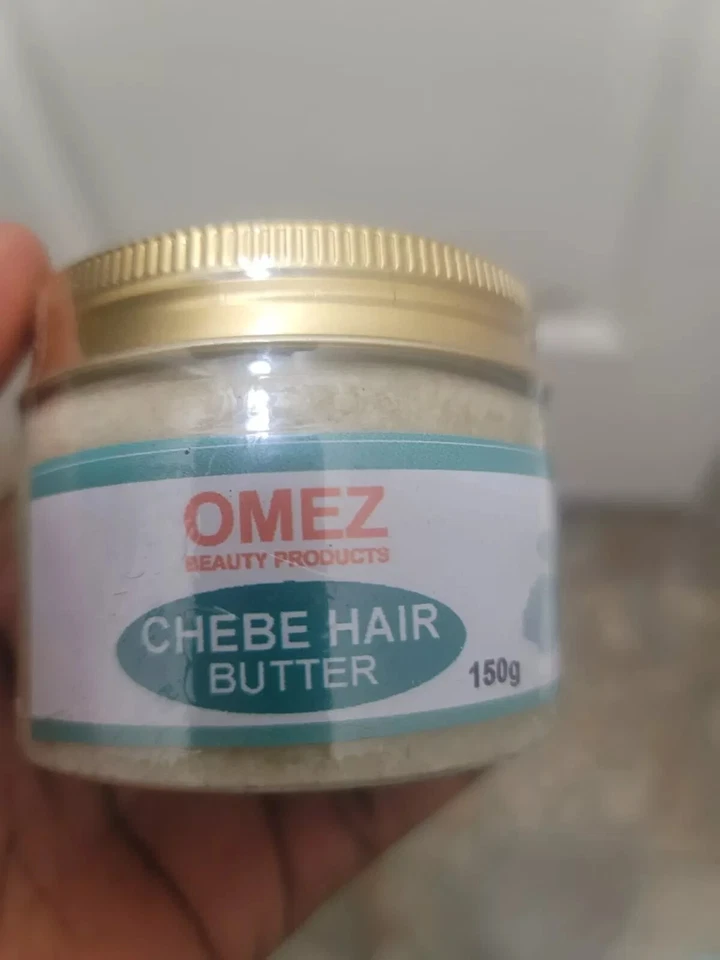 OMEZ
BEAUTY PRODUCTS
CHEBE HAIR
BUTTER
150g